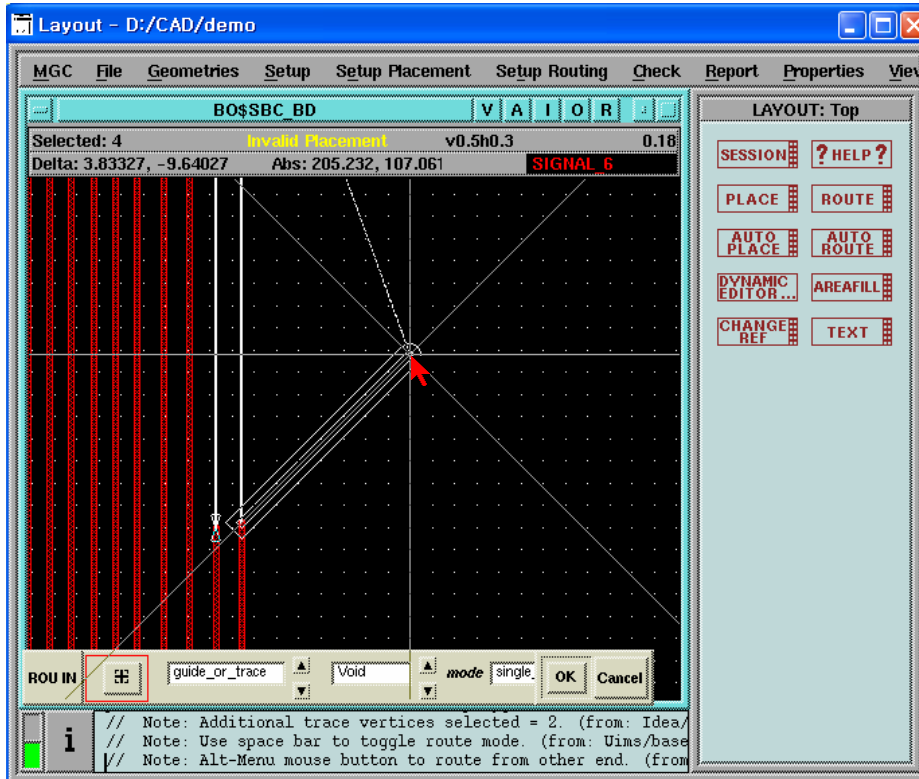 Layout - D:/CAD/demo
MGC File Geometries Setup Setup Placement Setup Routing Check Report Properties View
BO$SBC_BD V A I O R
LAYOUT: Top
Selected: 4 Invalid Placement v0.5h0.3 0.18
Delta: 3.83327, -9.64027 Abs: 205.232, 107.061 SIGNAL_6
SESSION ? HELP ?
PLACE ROUTE
AUTO PLACE AUTO ROUTE
DYNAMIC EDITOR... AREAFILL
CHANGE REF TEXT
ROU IN guide_or_trace Void mode single_ OK Cancel
i
// Note: Additional trace vertices selected = 2. (from: Idea/
// Note: Use space bar to toggle route mode. (from: Uims/base
// Note: Alt-Menu mouse button to route from other end. (from